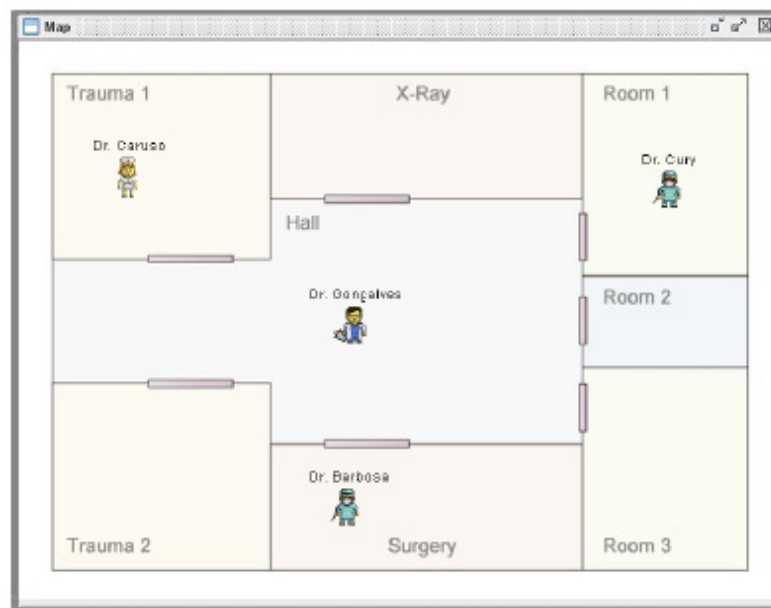 Map
Trauma 1
X-Ray
Room 1
Dr. Caruso
Dr. Cury
Hall
Dr. Gonçalves
Room 2
Dr. Barbosa
Trauma 2
Surgery
Room 3